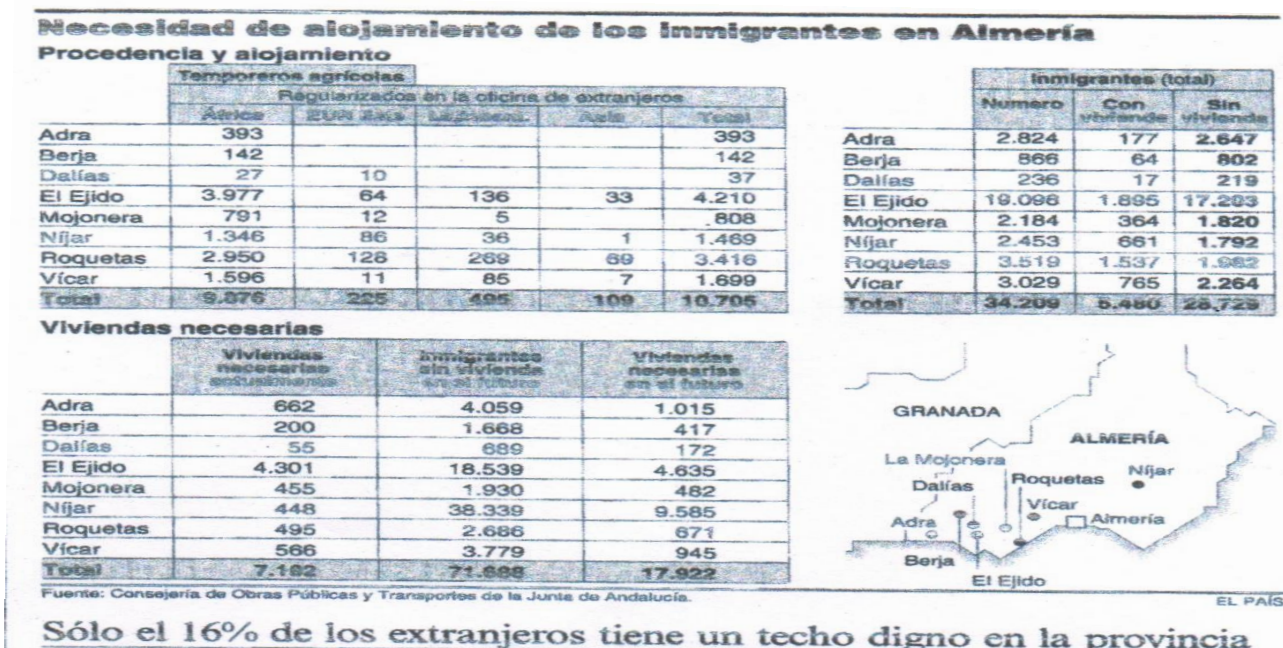 Necesidad de alojamiento de los inmigrantes en Almería
Procedencia y alojamiento
Temporeros agrícolas
Regularizados en la oficina de extranjeros
África Latinoam. Asia Total
Adra 393 393
Berja 142 142
Dalías 27 10 37
El Ejido 3.977 64 136 33 4.210
Mojonera 791 12 5 808
Níjar 1.346 86 36 1 1.469
Roquetas 2.950 128 269 69 3.416
Vícar 1.596 11 85 7 1.699
Total 9.876 225 495 109 10.705
Inmigrantes (total)
Numero Con vivienda Sin vivienda
Adra 2.824 177 2.647
Berja 866 64 802
Dalías 236 17 219
El Ejido 19.098 1.895 17.203
Mojonera 2.184 364 1.820
Níjar 2.453 661 1.792
Roquetas 3.519 1.537 1.982
Vícar 3.029 765 2.264
Total 34.209 5.480 28.729
Viviendas necesarias
Viviendas Inmigrantes Viviendas
necesarias sin vivienda necesarias
actualmente en el futuro en el futuro
Adra 662 4.059 1.015
Berja 200 1.668 417
Dalías 55 689 172
El Ejido 4.301 18.539 4.635
Mojonera 455 1.930 482
Níjar 448 38.339 9.585
Roquetas 495 2.686 671
Vícar 566 3.779 945
Total 7.182 71.688 17.922
GRANADA
ALMERÍA
La Mojonera
Níjar
Dalías
Roquetas
Vícar
Adra
Almería
Berja
El Ejido
Fuente: Consejería de Obras Públicas y Transportes de la Junta de Andalucía.
EL PAÍS
Sólo el 16% de los extranjeros tiene un techo digno en la provincia